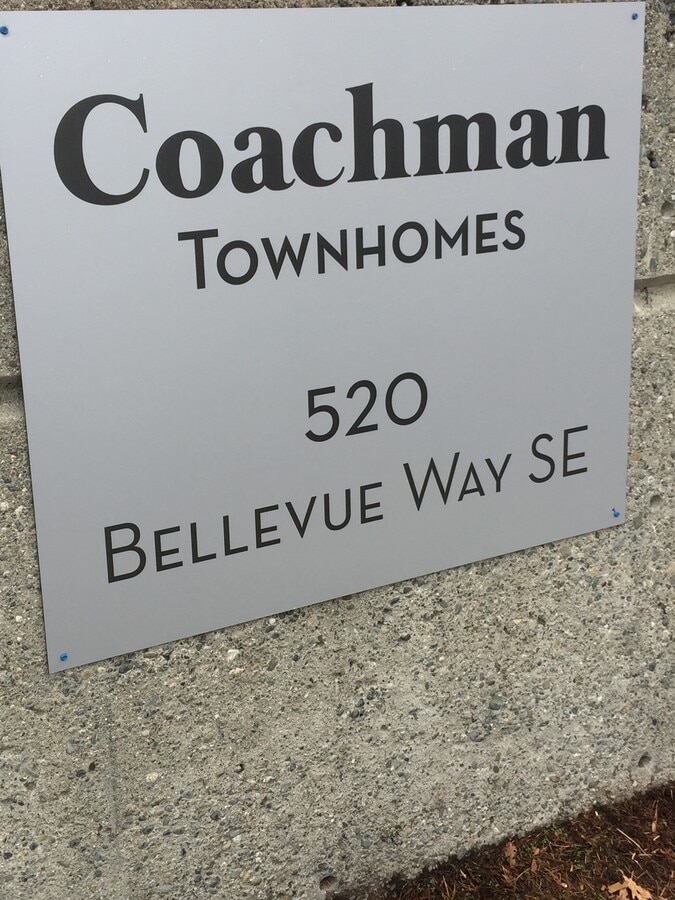 Coachman
TOWNHOMES
520
BELLEVUE WAY SE